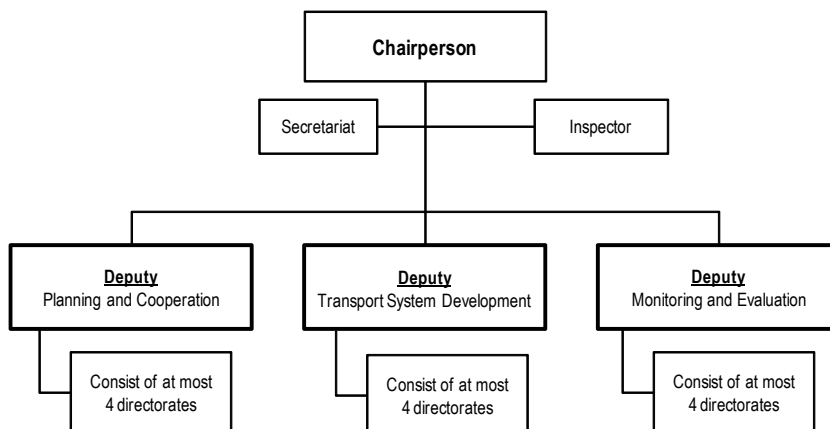 Chairperson
Secretariat
Inspector
Deputy
Planning and Cooperation
Deputy
Transport System Development
Deputy
Monitoring and Evaluation
Consist of at most
4 directorates
Consist of at most
4 directorates
Consist of at most
4 directorates